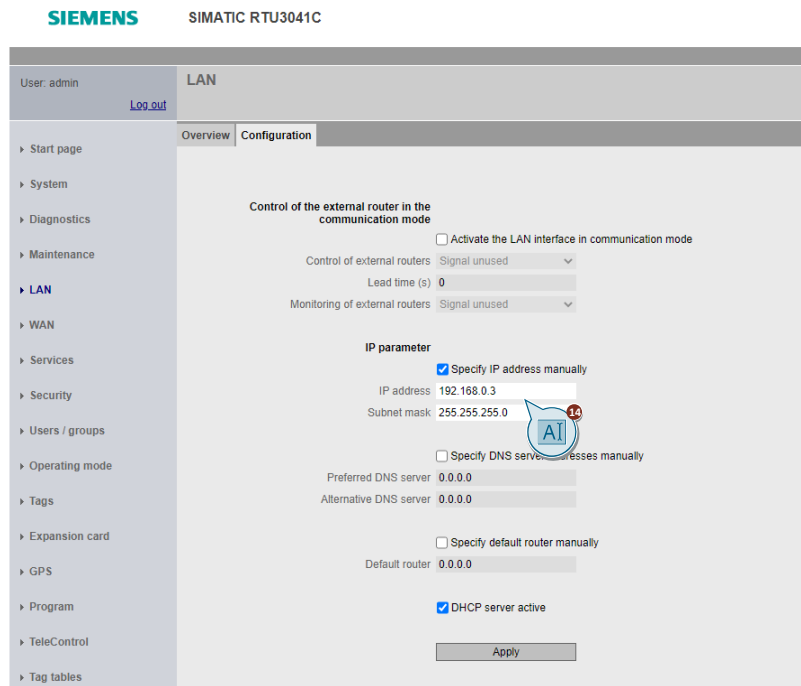 SIEMENS SIMATIC RTU3041C
User: admin
Log out
LAN
Overview Configuration
Start page
System
Diagnostics
Maintenance
LAN
WAN
Services
Security
Users / groups
Operating mode
Tags
Expansion card
GPS
Program
TeleControl
Tag tables
Control of the external router in the
communication mode
Activate the LAN interface in communication mode
Control of external routers Signal unused
Lead time (s) 0
Monitoring of external routers Signal unused
IP parameter
Specify IP address manually
IP address 192.168.0.3
Subnet mask 255.255.255.0
14
A
Specify DNS manually
Preferred DNS server 0.0.0.0
Alternative DNS server 0.0.0.0
Specify default router manually
Default router 0.0.0.0
DHCP server active
Apply